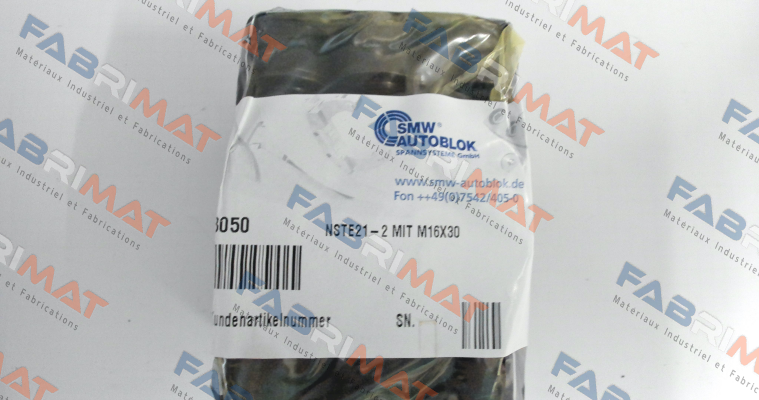 SMW®
AUTOBLOK
SPANNSYSTEME GmbH
www.smw-autoblok.de
Fon ++49(0)7542/405-0
3050
NSTE21-2 MIT M16X30
undenartikelnummer
SN.
FABRIMAT
Matériaux Industriel et Fabrications